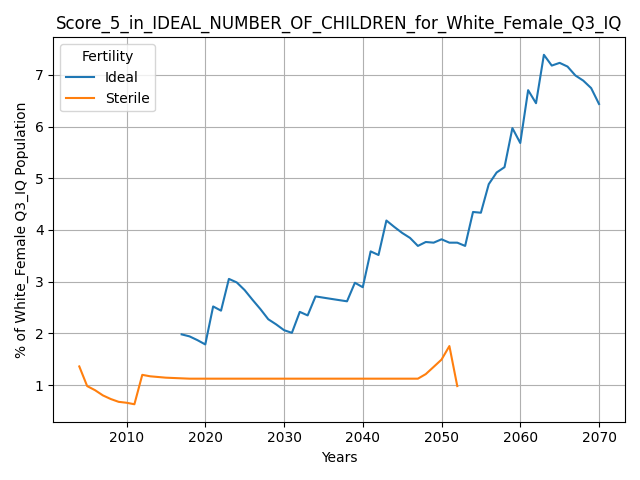 Score_5_in_IDEAL_NUMBER_OF_CHILDREN_for_White_Female_Q3_IQ
Fertility
Ideal
Sterile
% of White_Female Q3_IQ Population
7
6
5
4
3
2
1
2010 2020 2030 2040 2050 2060 2070
Years